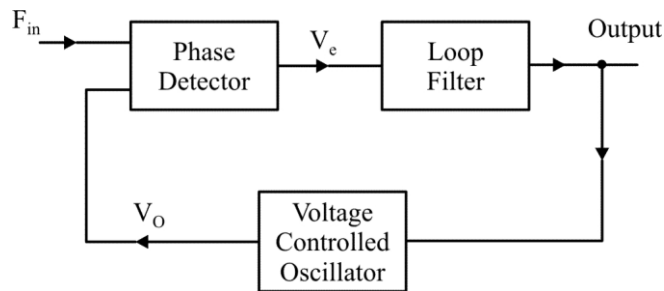 F_in
Phase
Detector
V_e
Loop
Filter
Output
V_O
Voltage
Controlled
Oscillator